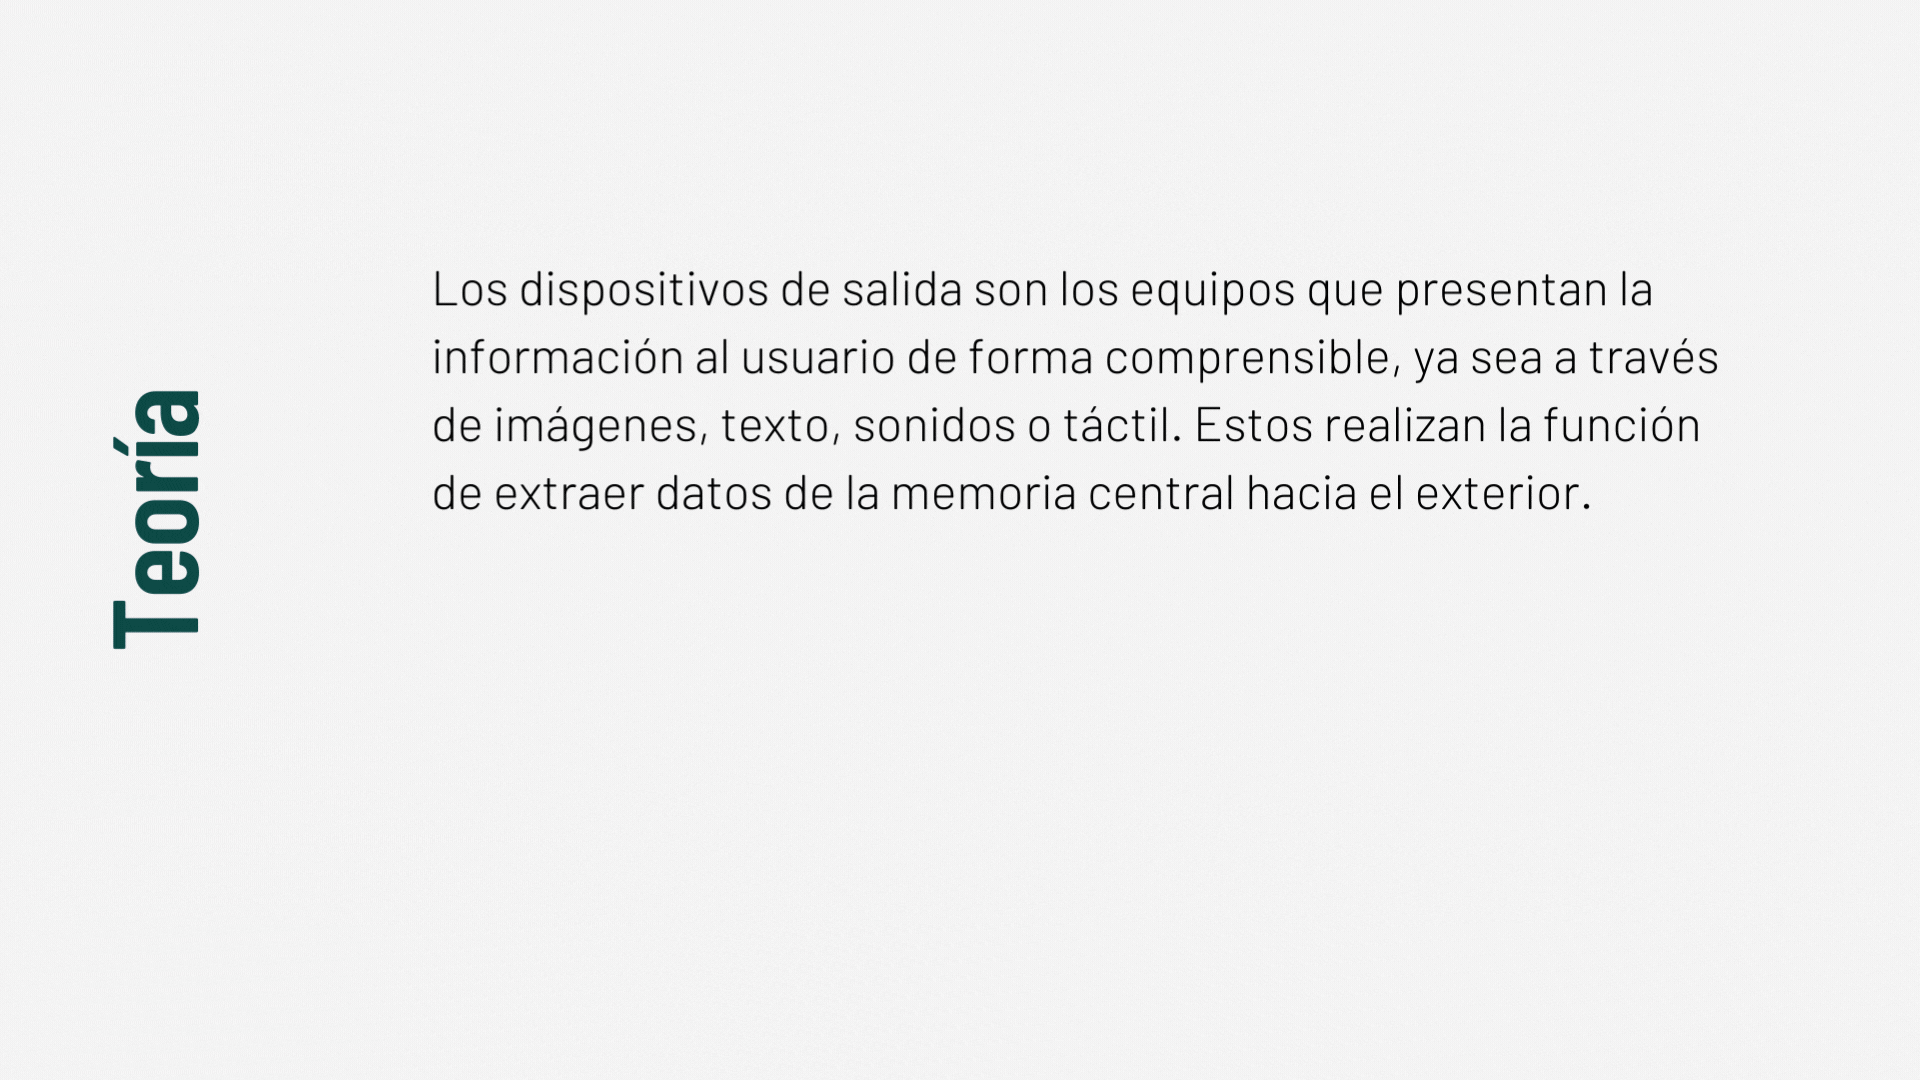 Teoría
Los dispositivos de salida son los equipos que presentan la
información al usuario de forma comprensible, ya sea a través
de imágenes, texto, sonidos o táctil. Estos realizan la función
de extraer datos de la memoria central hacia el exterior.